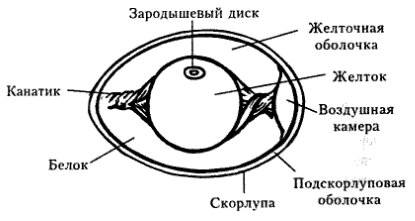 Зародышевый диск
Желточная
оболочка
Желток
Канатик
Воздушная
камера
Белок
Подскорлуповая
оболочка
Скорлупа